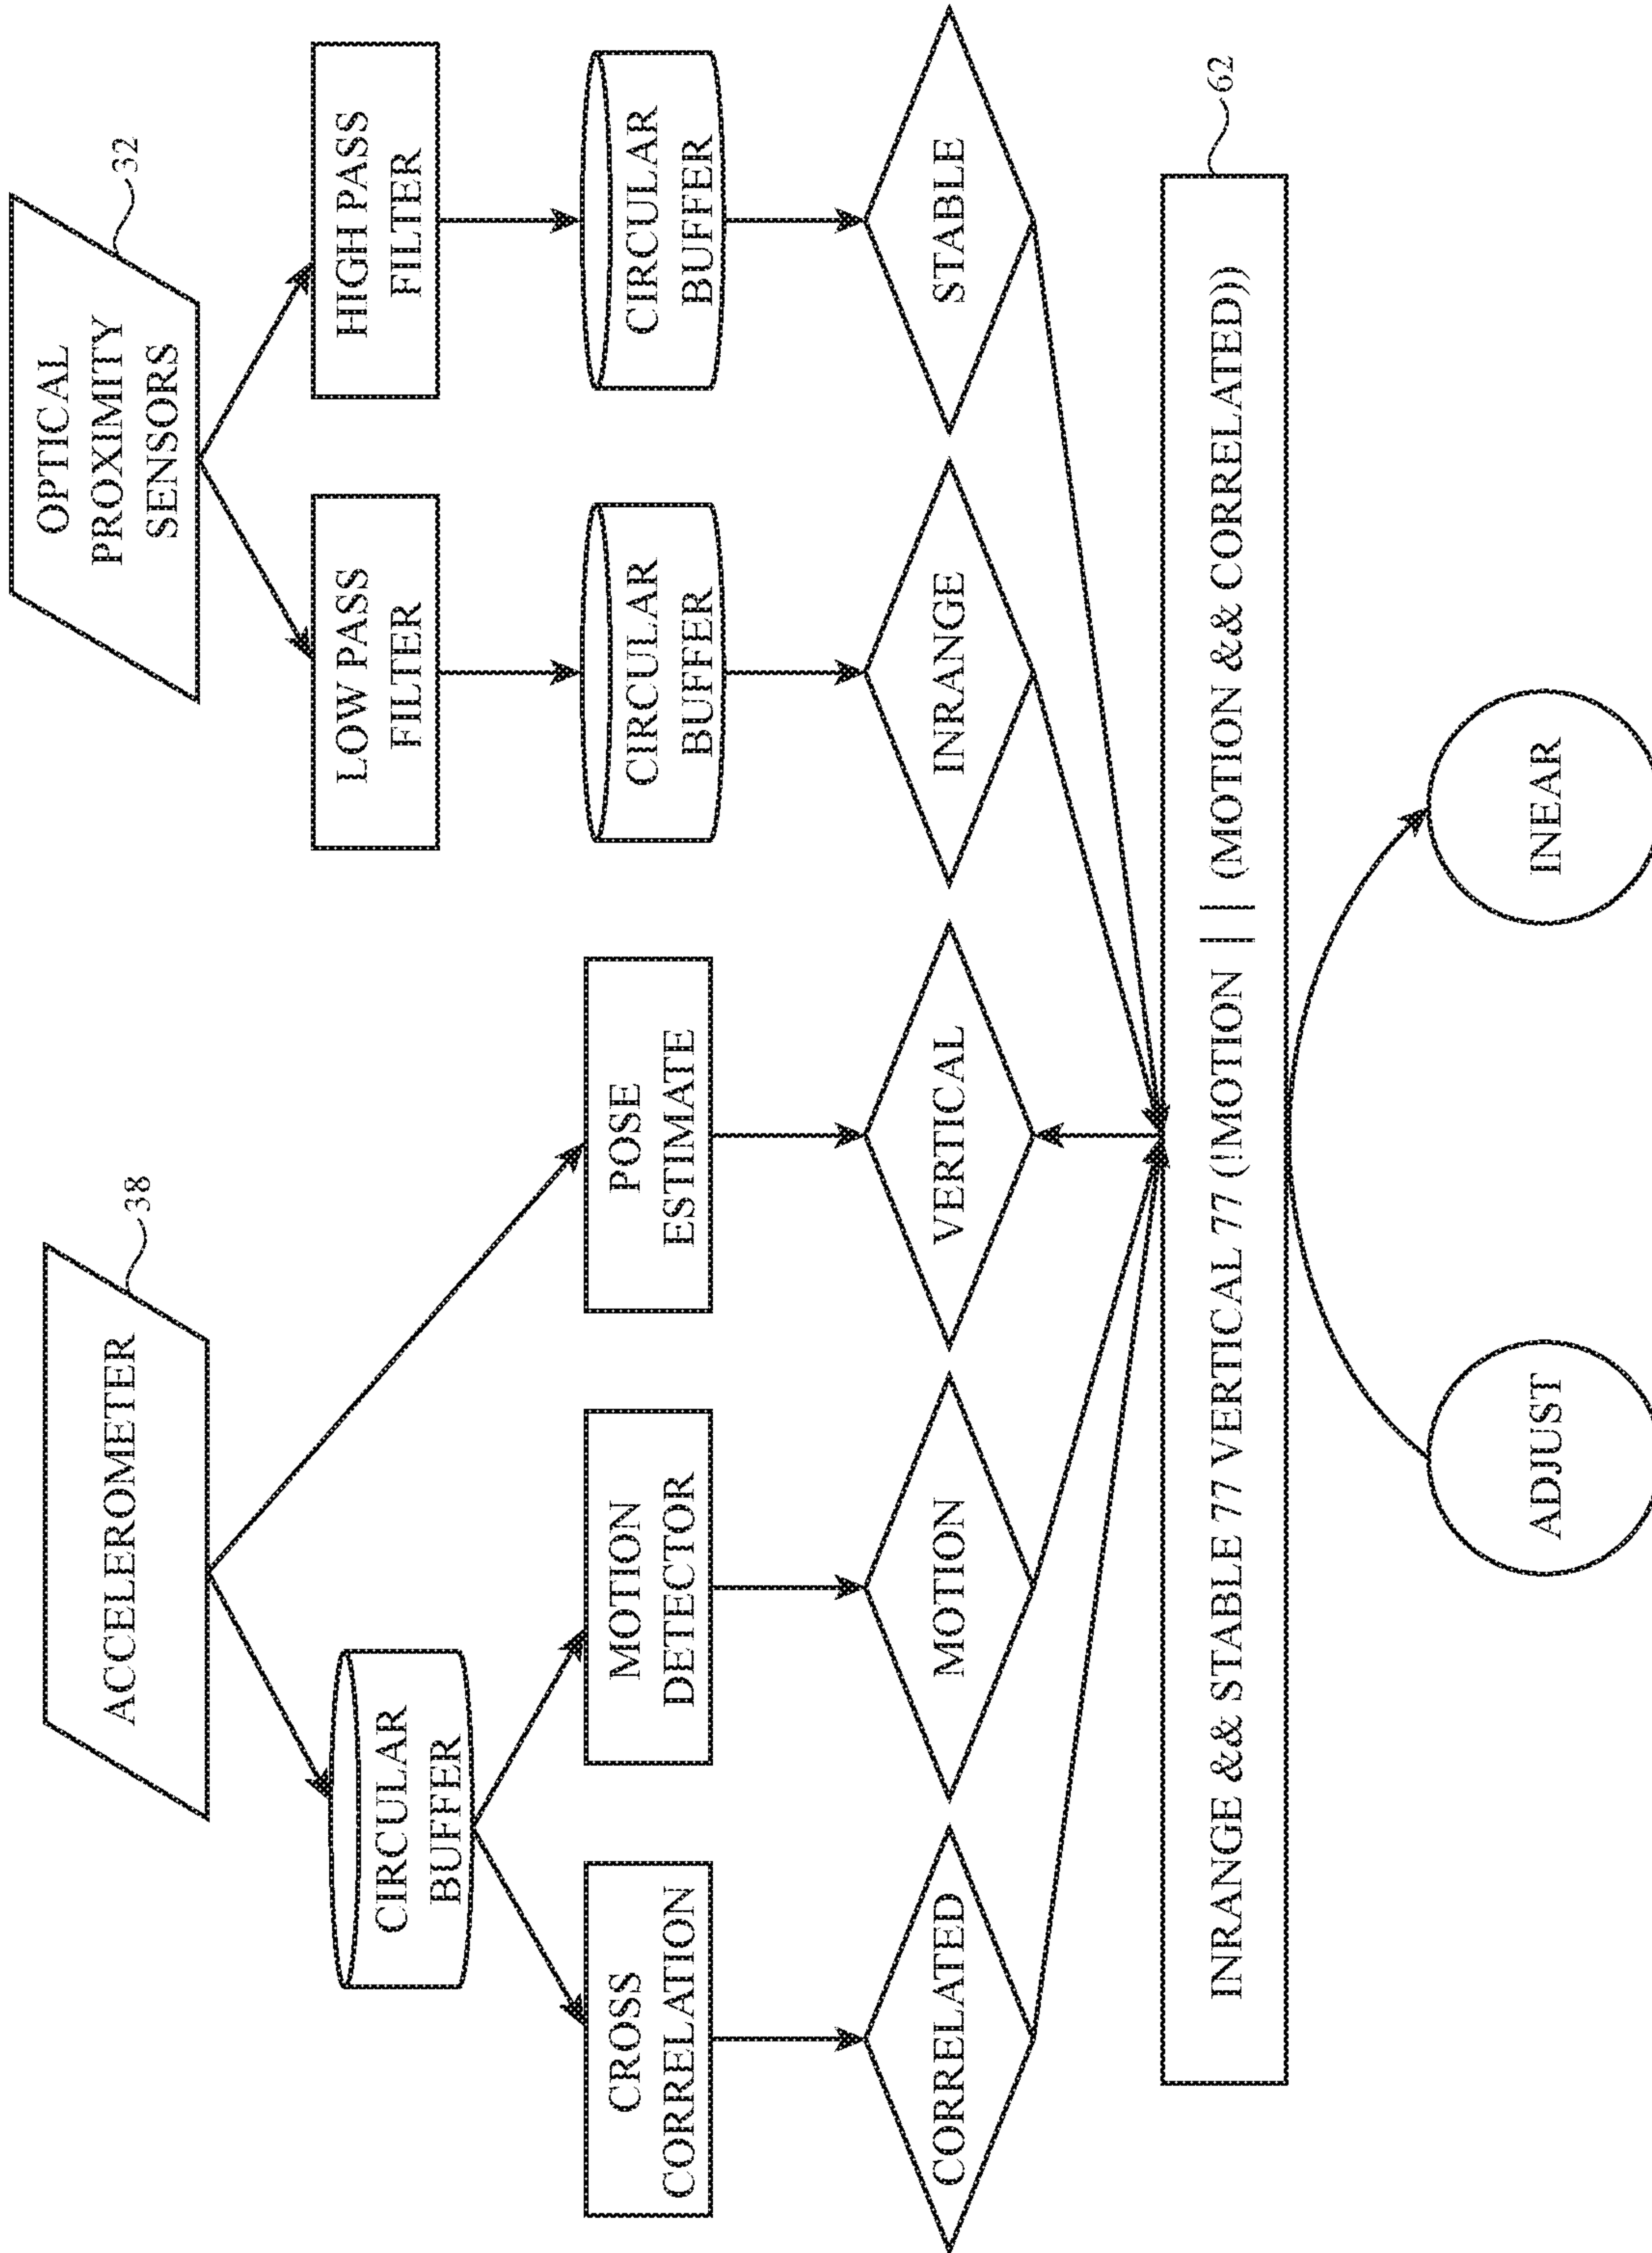 ACCELEROMETER
38
OPTICAL
PROXIMITY
SENSORS
32
CIRCULAR
BUFFER
LOW PASS
FILTER
HIGH PASS
FILTER
CROSS
CORRELATION
MOTION
DETECTOR
POSE
ESTIMATE
CIRCULAR
BUFFER
CIRCULAR
BUFFER
CORRELATED
MOTION
VERTICAL
INRANGE
STABLE
INRANGE && STABLE 77 VERTICAL 77 (!MOTION || (MOTION && CORRELATED))
62
ADJUST
INEAR